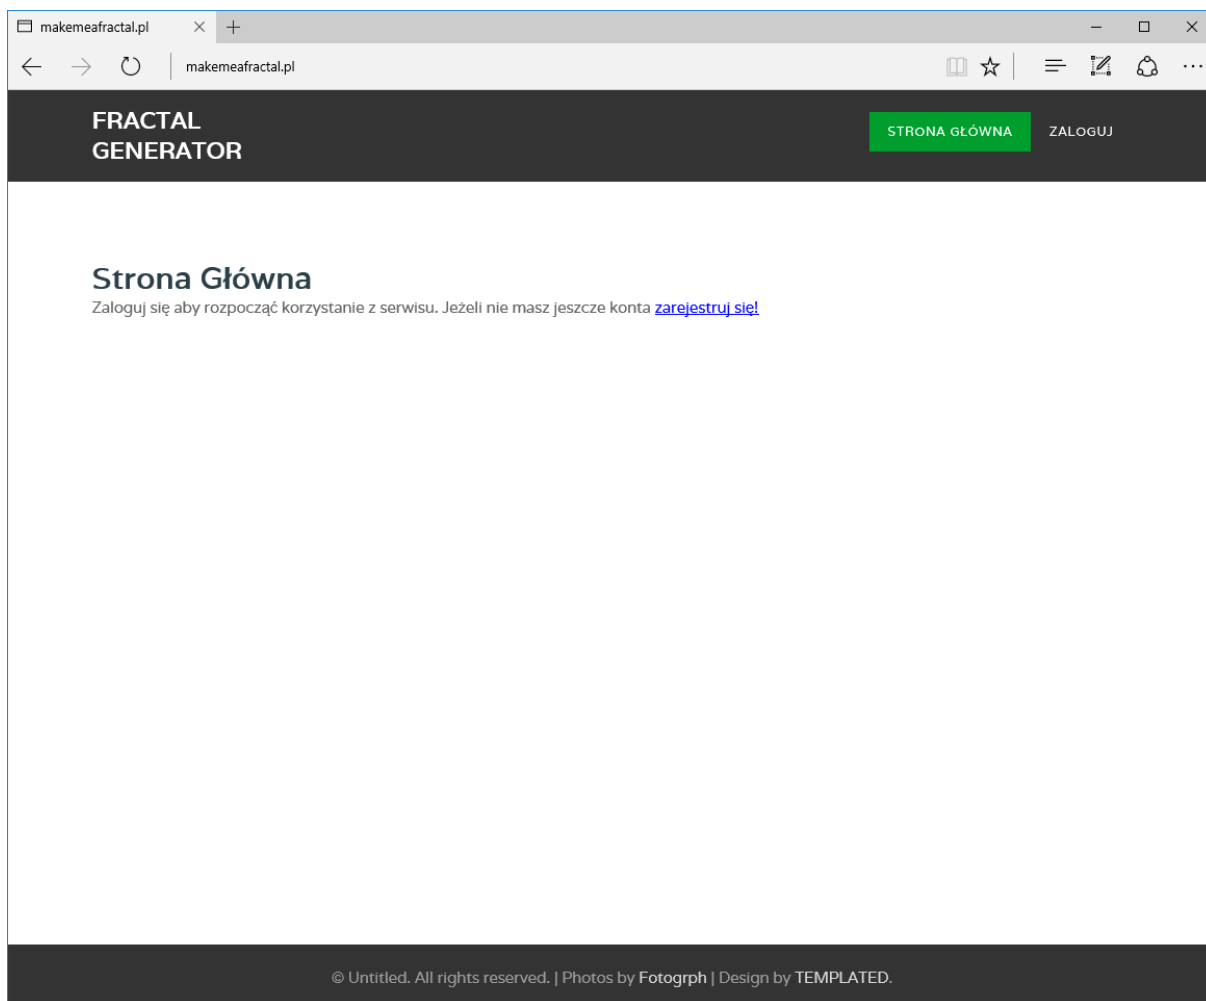 makemeafractal.pl
makemeafractal.pl
FRACTAL
GENERATOR
STRONA GŁÓWNA ZALOGUJ
Strona Główna
Zaloguj się aby rozpocząć korzystanie z serwisu. Jeżeli nie masz jeszcze konta zarejestruj się!
© Untitled. All rights reserved. | Photos by Fotogrph | Design by TEMPLATED.